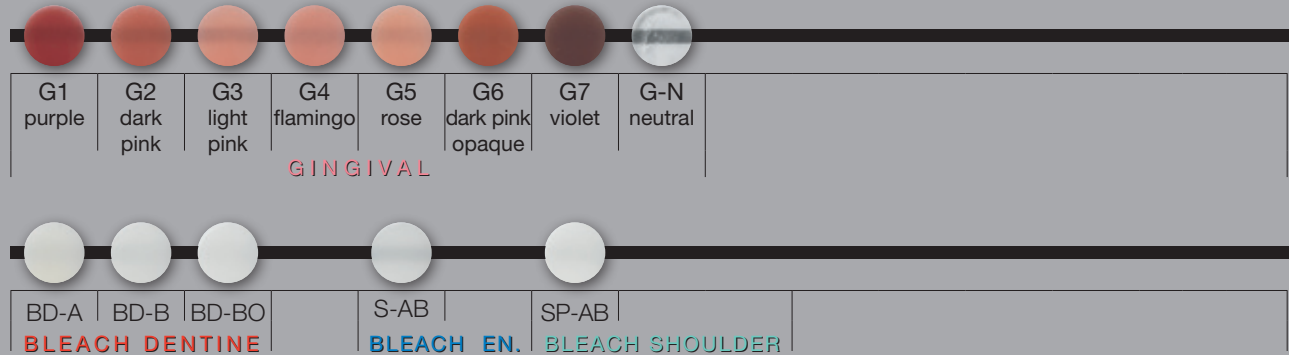 G1 G2 G3 G4 G5 G6 G7 G-N
purple dark light flamingo rose dark pink violet neutral
pink pink opaque
GINGIVAL
BD-A BD-B BD-BO S-AB SP-AB
BLEACH DENTINE BLEACH EN. BLEACH SHOULDER